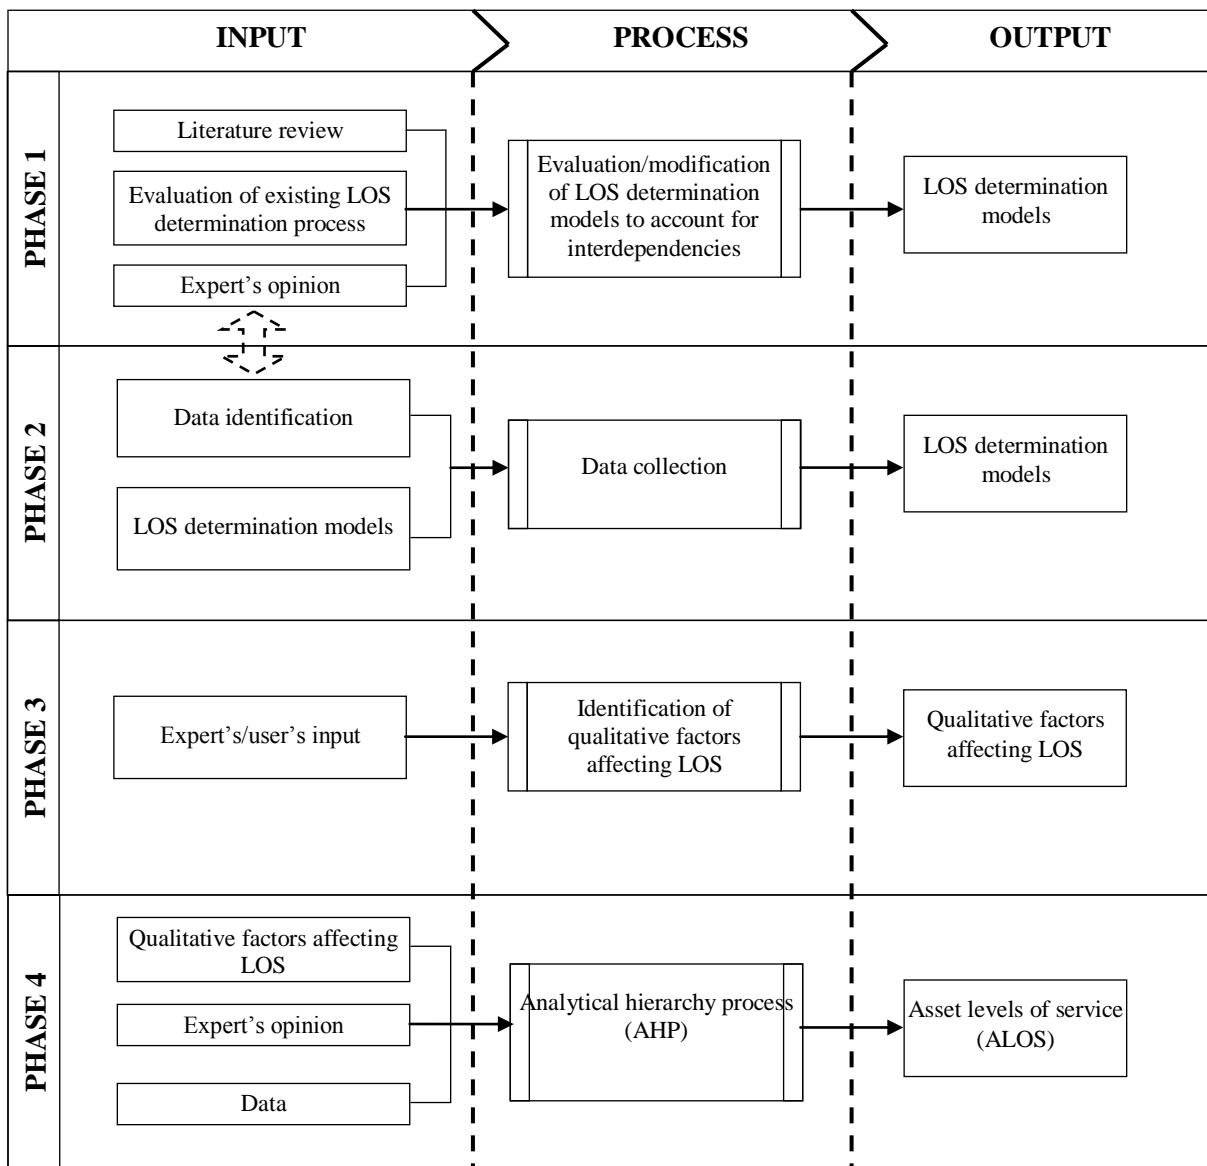 INPUT
PROCESS
OUTPUT
PHASE 1
Literature review
Evaluation of existing LOS
determination process
Expert’s opinion
Evaluation/modification
of LOS determination
models to account for
interdependencies
LOS determination
models
PHASE 2
Data identification
LOS determination models
Data collection
LOS determination
models
PHASE 3
Expert’s/user’s input
Identification of
qualitative factors
affecting LOS
Qualitative factors
affecting LOS
PHASE 4
Qualitative factors affecting
LOS
Expert’s opinion
Data
Analytical hierarchy process
(AHP)
Asset levels of service
(ALOS)